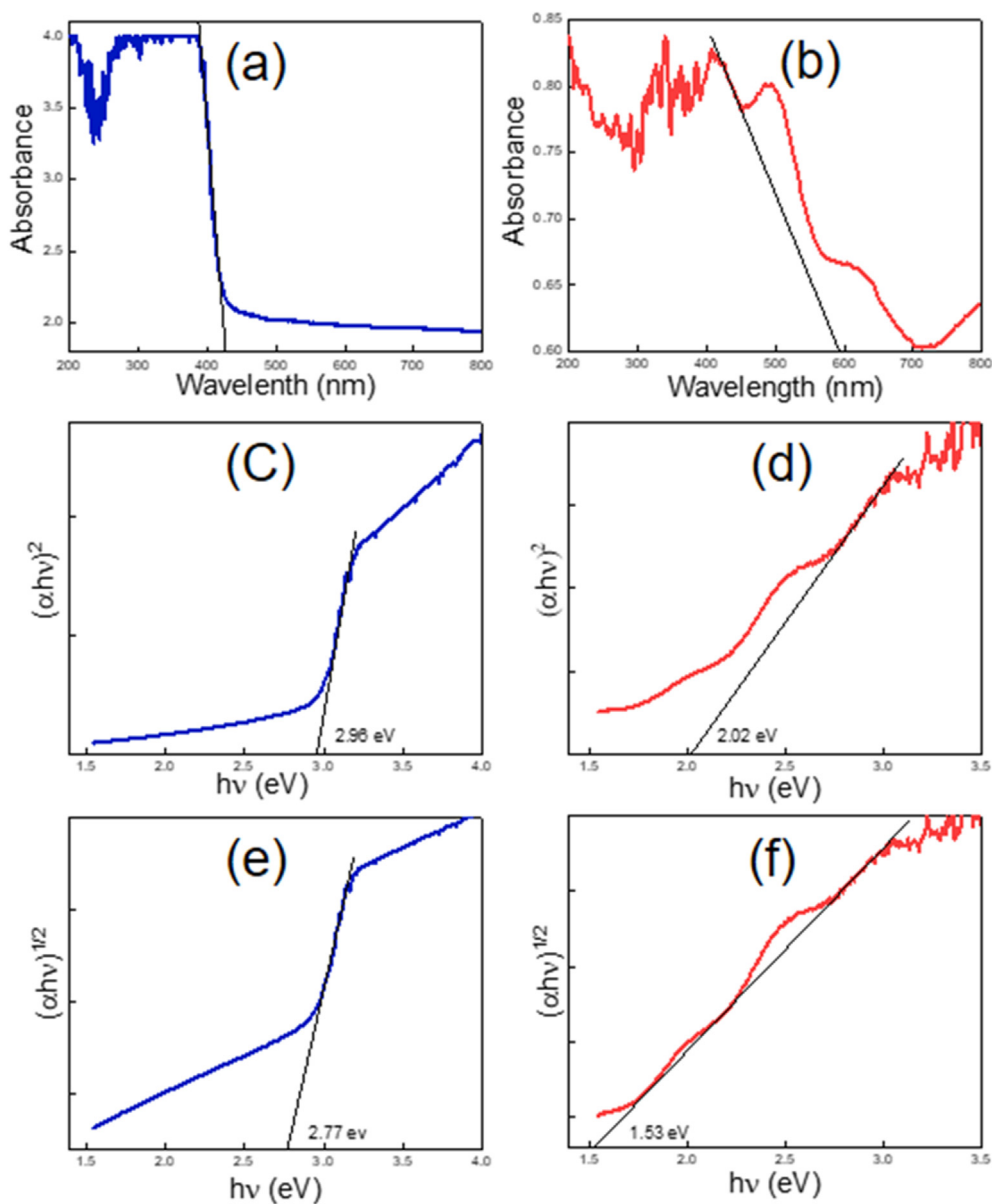 (a)
Absorbance
4.0
3.5
3.0
2.5
2.0
200 300 400 500 600 700 800
Wavelenth (nm)
(b)
Absorbance
0.85
0.80
0.75
0.70
0.65
0.60
200 300 400 500 600 700 800
Wavelength (nm)
(C)
(αhν)²
2.96 eV
1.5 2.0 2.5 3.0 3.5 4.0
hν (eV)
(d)
(αhν)²
2.02 eV
1.5 2.0 2.5 3.0 3.5
hν (eV)
(e)
(αhν)1/2
2.77 ev
1.5 2.0 2.5 3.0 3.5 4.0
hν (eV)
(f)
(αhν)1/2
1.53 eV
1.5 2.0 2.5 3.0 3.5
hν (eV)